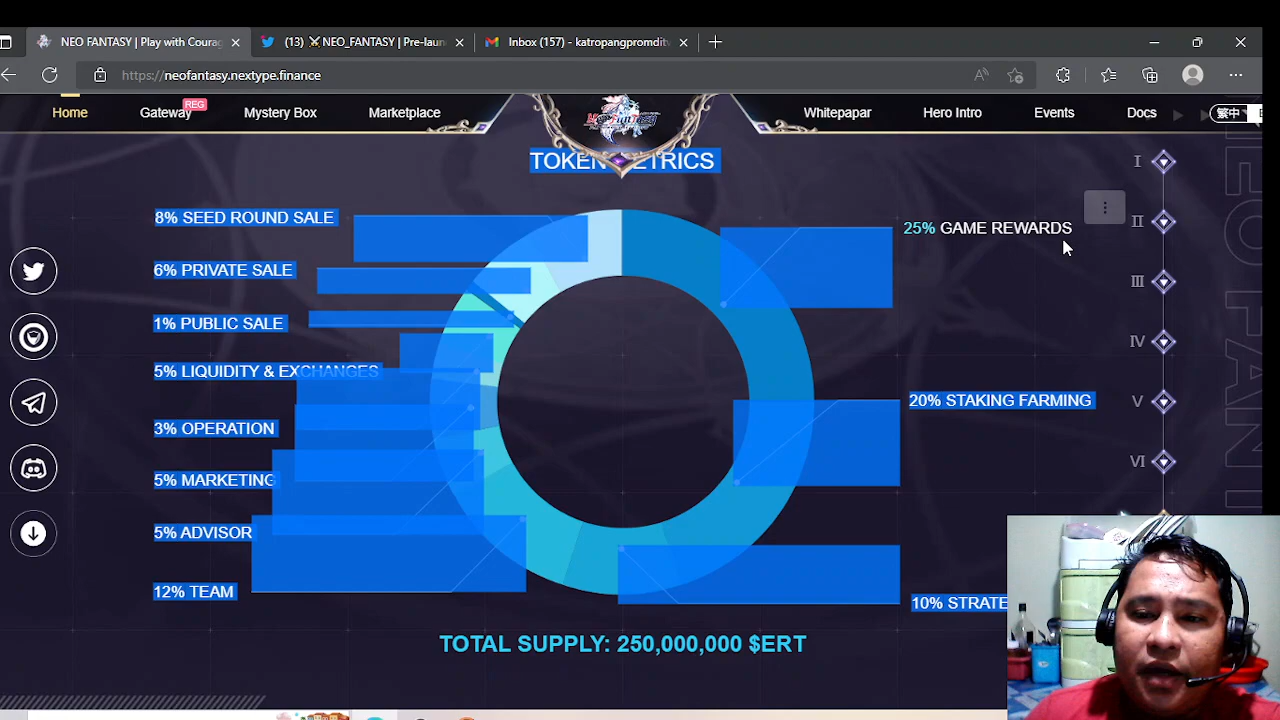 NEO FANTASY | Play with Courag
(13) ⚔ NEO_FANTASY | Pre-laun
Inbox (157) - katropangpromdit
https://neofantasy.nextype.finance
Home
Gateway
REG
Mystery Box
Marketplace
Whitepapar
Hero Intro
Events
Docs
繁中
TOKEN
ETRICS
8% SEED ROUND SALE
25% GAME REWARDS
6% PRIVATE SALE
1% PUBLIC SALE
5% LIQUIDITY & EXCHANGES
20% STAKING FARMING
3% OPERATION
5% MARKETING
5% ADVISOR
12% TEAM
10% STRATE
TOTAL SUPPLY: 250,000,000 $ERT
I
II
III
IV
V
VI
NEO FANT